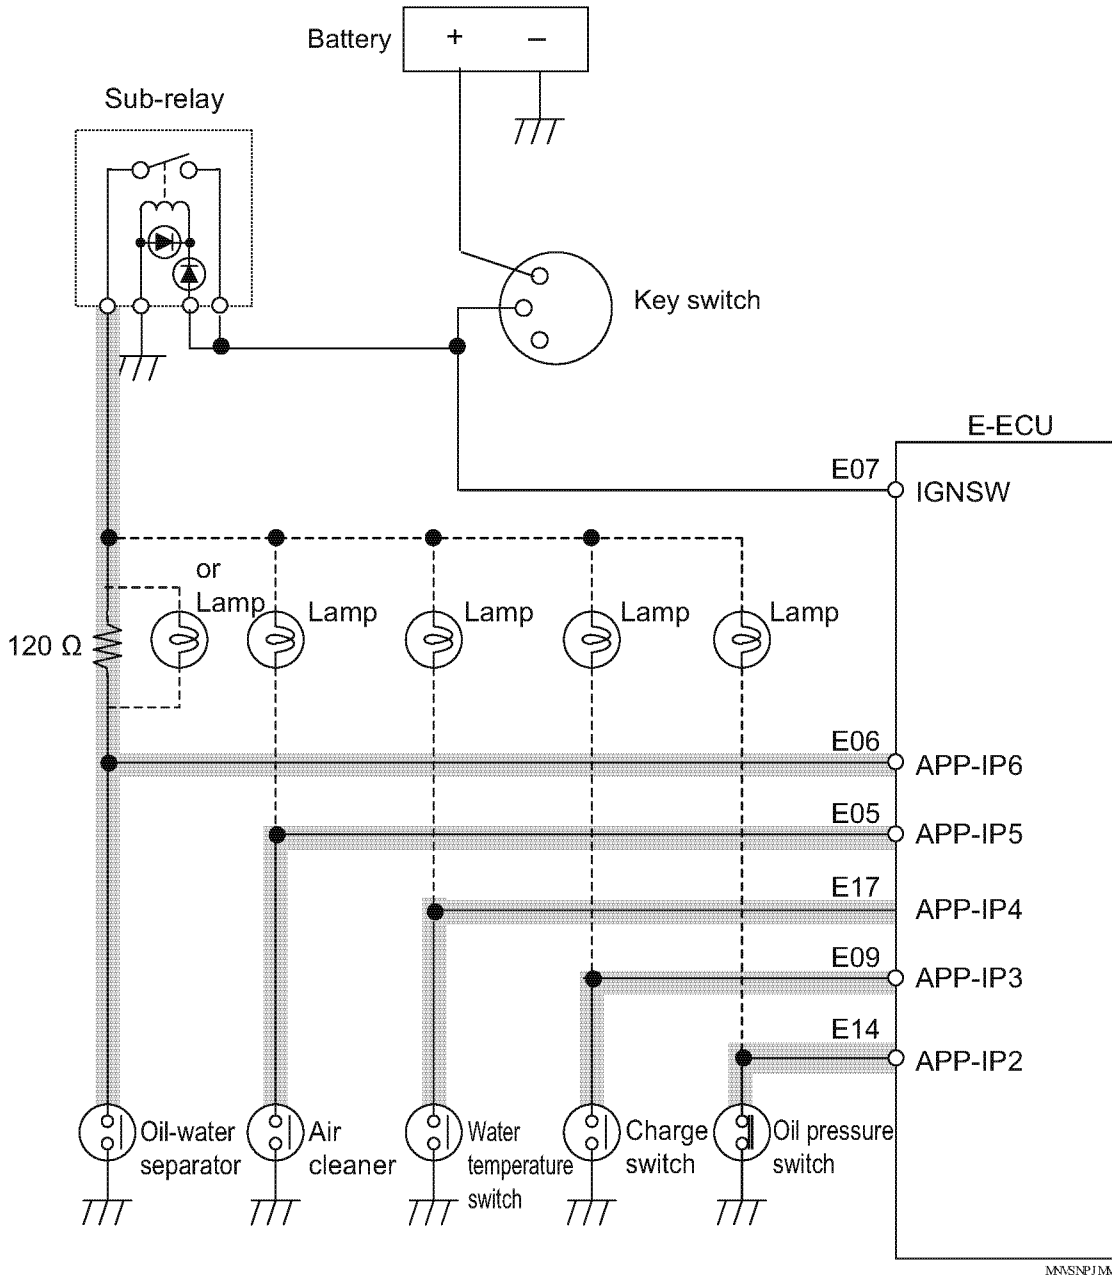 Battery
+
−
Sub-relay
Key switch
E-ECU
E07
IGNSW
or
Lamp
Lamp
Lamp
Lamp
Lamp
120 Ω
E06
APP-IP6
E05
APP-IP5
E17
APP-IP4
E09
APP-IP3
E14
APP-IP2
Oil-water
separator
Air
cleaner
Water
temperature
switch
Charge
switch
Oil pressure
switch